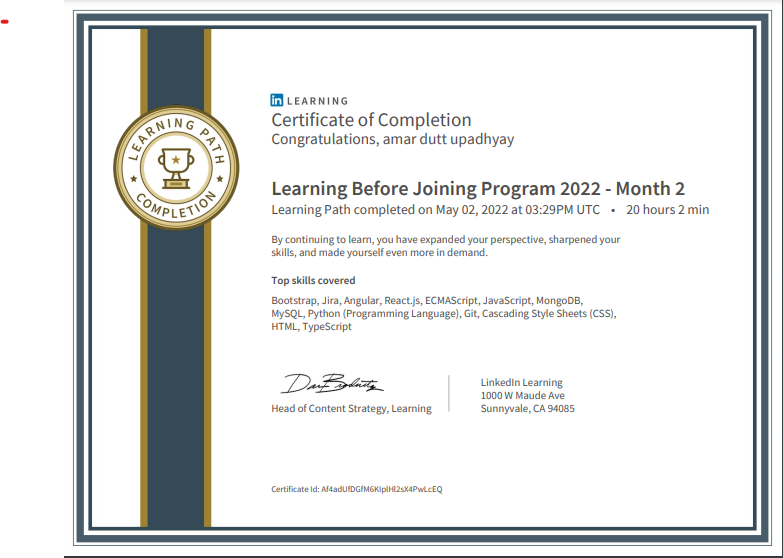 LEARNING PATH
COMPLETION
in LEARNING
Certificate of Completion
Congratulations, amar dutt upadhyay
Learning Before Joining Program 2022 - Month 2
Learning Path completed on May 02, 2022 at 03:29PM UTC • 20 hours 2 min
By continuing to learn, you have expanded your perspective, sharpened your
skills, and made yourself even more in demand.
Top skills covered
Bootstrap, Jira, Angular, React.js, ECMAScript, JavaScript, MongoDB,
MySQL, Python (Programming Language), Git, Cascading Style Sheets (CSS),
HTML, TypeScript
Head of Content Strategy, Learning
LinkedIn Learning
1000 W Maude Ave
Sunnyvale, CA 94085
Certificate Id: